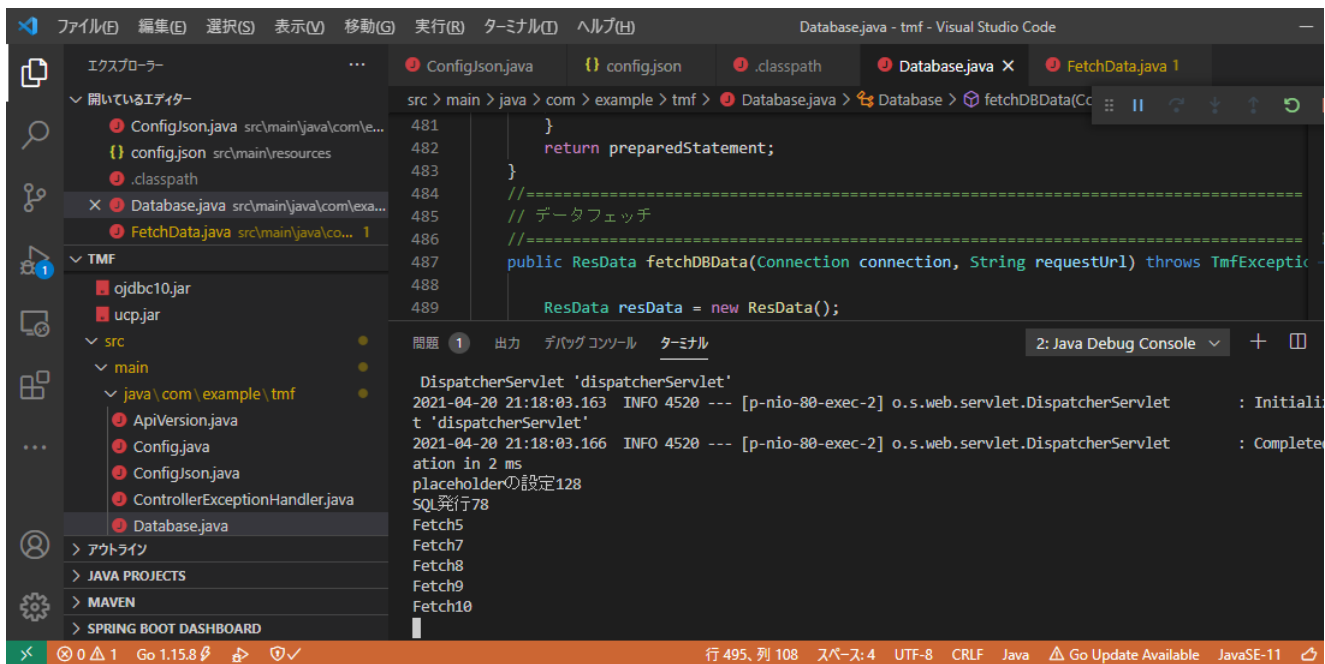 ファイル(F) 編集(E) 選択(S) 表示(V) 移動(G) 実行(R) ターミナル(T) ヘルプ(H) Database.java - tmf - Visual Studio Code
エクスプローラー ···
ConfigJson.java {} config.json .classpath Database.java FetchData.java 1
開いているエディター
src > main > java > com > example > tmf > Database.java > Database > fetchDBData(Cc
ConfigJson.java src\main\java\com\e...
{} config.json src\main\resources
.classpath
Database.java src\main\java\com\exa...
FetchData.java src\main\java\co... 1
481 }
482 return preparedStatement;
483 }
484 //====================================================================================
485 // データフェッチ
486 //====================================================================================
487 public ResData fetchDBData(Connection connection, String requestUrl) throws TmfExceptic
488
489 ResData resData = new ResData();
1
TMF
ojdbc10.jar
ucp.jar
src
main
java\com\example\tmf
ApiVersion.java
Config.java
ConfigJson.java
ControllerExceptionHandler.java
Database.java
アウトライン
JAVA PROJECTS
MAVEN
SPRING BOOT DASHBOARD
問題 1 出力 デバッグ コンソール ターミナル 2: Java Debug Console
DispatcherServlet 'dispatcherServlet'
2021-04-20 21:18:03.163 INFO 4520 --- [p-nio-80-exec-2] o.s.web.servlet.DispatcherServlet : Initializ
t 'dispatcherServlet'
2021-04-20 21:18:03.166 INFO 4520 --- [p-nio-80-exec-2] o.s.web.servlet.DispatcherServlet : Completed
ation in 2 ms
placeholderの設定128
SQL発行78
Fetch5
Fetch7
Fetch8
Fetch9
Fetch10
0 1 Go 1.15.8 行 495、列 108 スペース: 4 UTF-8 CRLF Java Go Update Available JavaSE-11